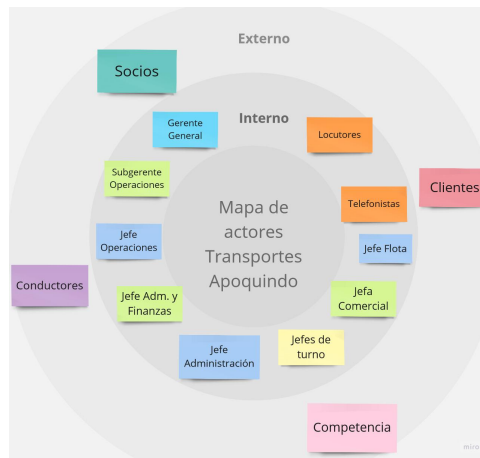 Externo
Socios
Interno
Gerente
General
Locutores
Subgerente
Operaciones
Clientes
Telefonistas
Mapa de
actores
Transportes
Apoquindo
Jefe
Operaciones
Jefe Flota
Conductores
Jefe Adm. y
Finanzas
Jefa
Comercial
Jefe
Administración
Jefes de
turno
Competencia
miro